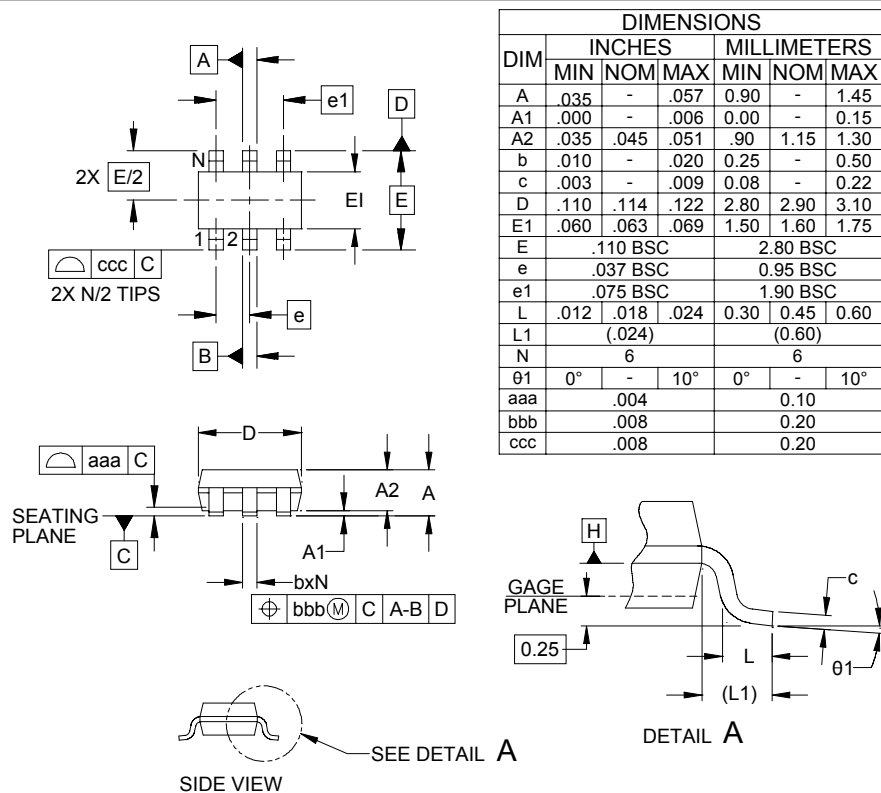 A
e1
D
N
2X E/2
EI
E
1 2
ccc C
2X N/2 TIPS
e
B
D
aaa C
A2 A
SEATING
PLANE
C
A1
bxN
⌖ bbbⓂ C A-B D
SEE DETAIL A
SIDE VIEW
DIMENSIONS
DIM INCHES MILLIMETERS
MIN NOM MAX MIN NOM MAX
A .035 - .057 0.90 - 1.45
A1 .000 - .006 0.00 - 0.15
A2 .035 .045 .051 .90 1.15 1.30
b .010 - .020 0.25 - 0.50
c .003 - .009 0.08 - 0.22
D .110 .114 .122 2.80 2.90 3.10
E1 .060 .063 .069 1.50 1.60 1.75
E .110 BSC 2.80 BSC
e .037 BSC 0.95 BSC
e1 .075 BSC 1.90 BSC
L .012 .018 .024 0.30 0.45 0.60
L1 (.024) (0.60)
N 6 6
θ1 0° - 10° 0° - 10°
aaa .004 0.10
bbb .008 0.20
ccc .008 0.20
H
GAGE
PLANE
c
0.25
L
θ1
(L1)
DETAIL A